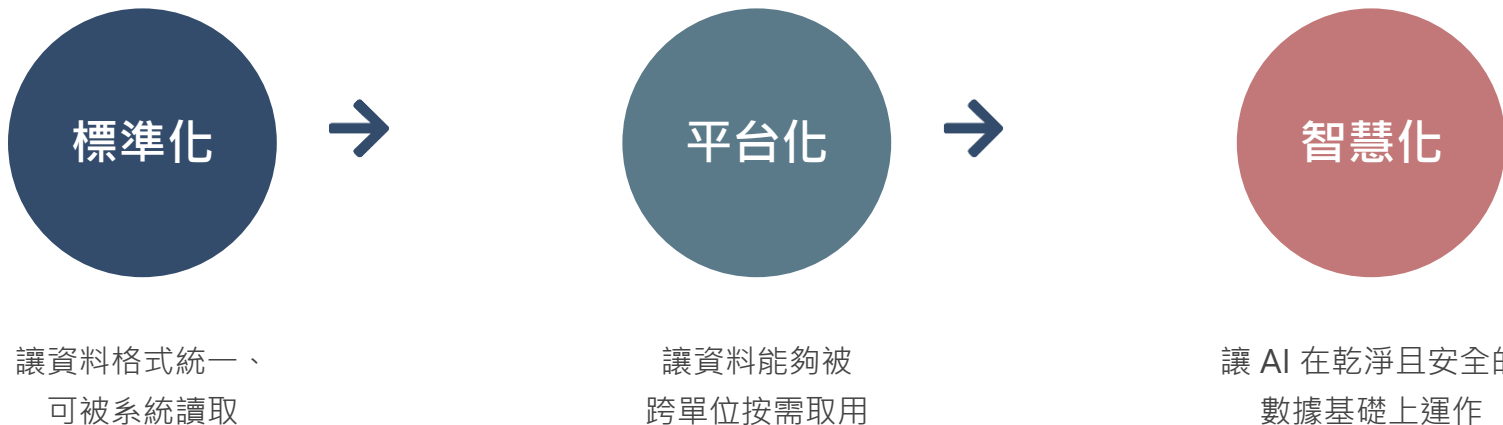 標準化
平台化
智慧化
讓資料格式統一、
可被系統讀取
讓資料能夠被
跨單位按需取用
讓 AI 在乾淨且安全的
數據基礎上運作